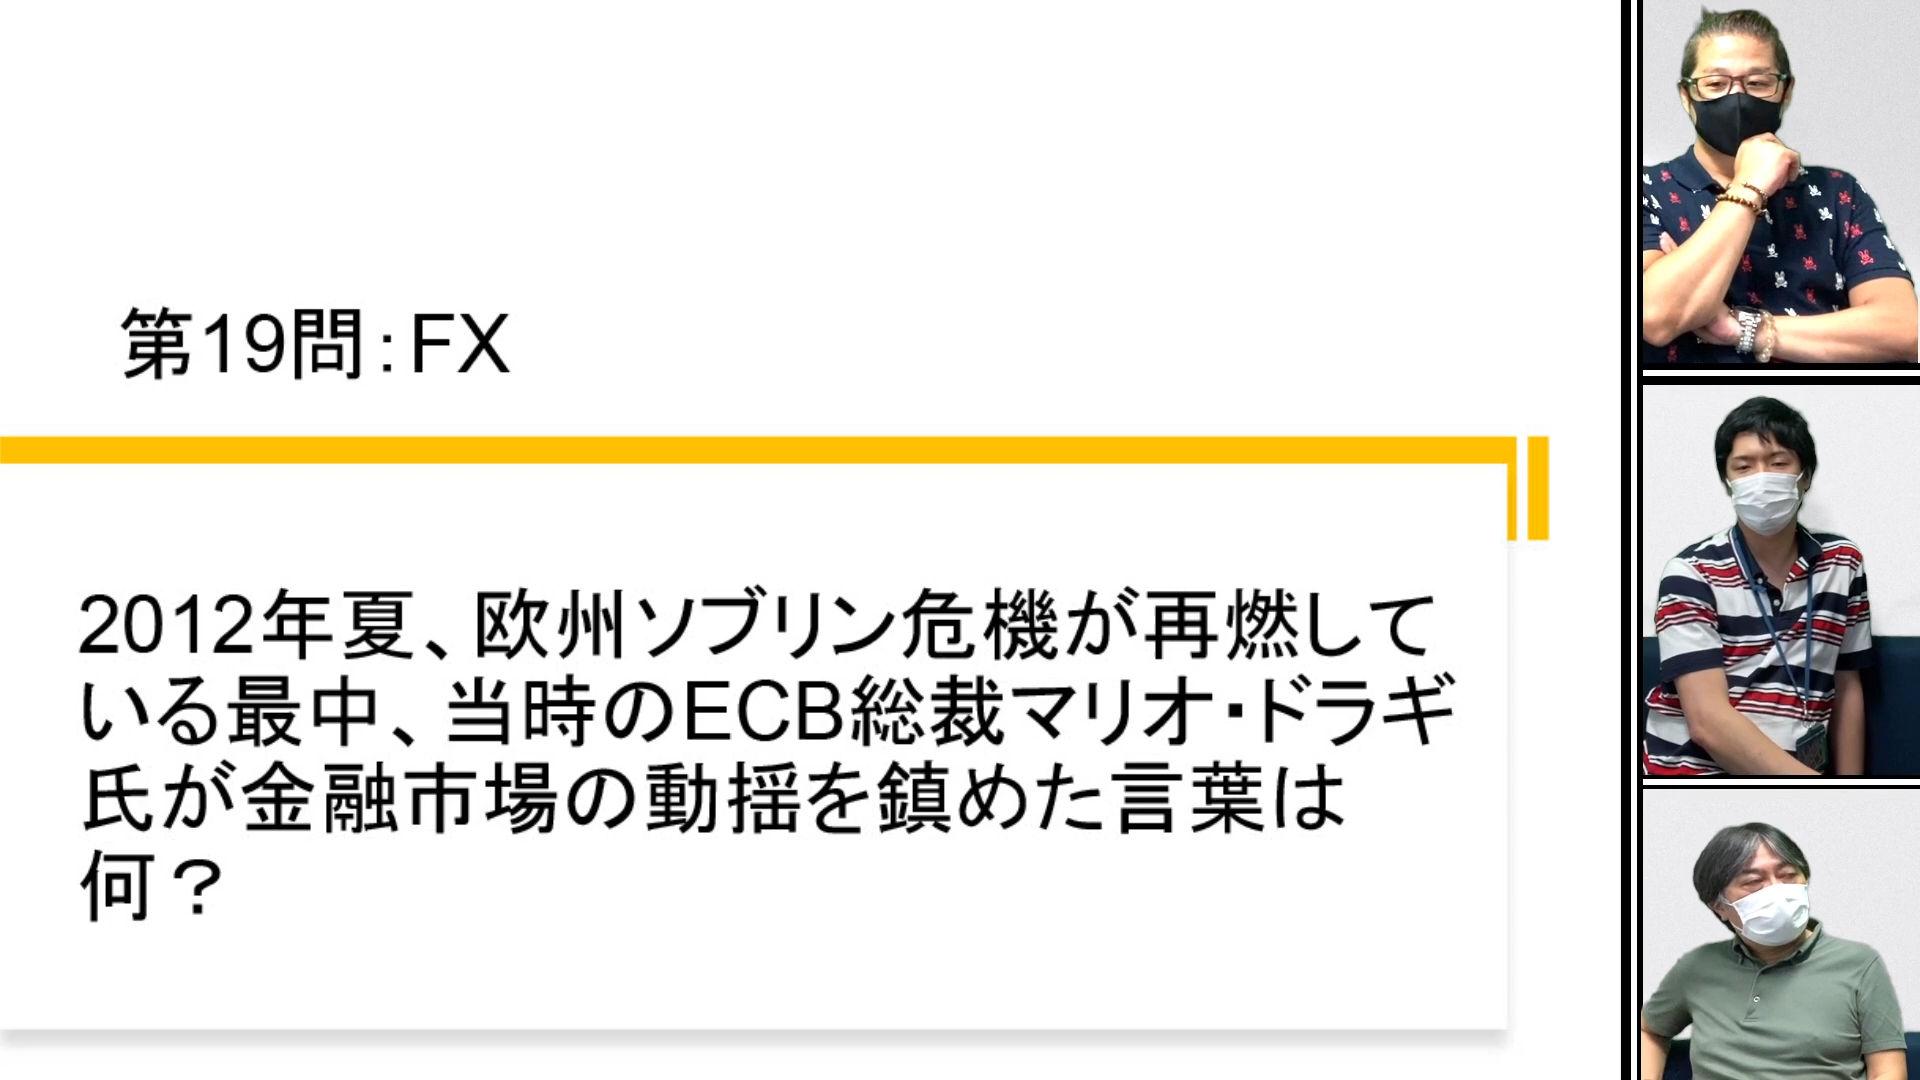 第19問：FX
2012年夏、欧州ソブリン危機が再燃して
いる最中、当時のECB総裁マリオ・ドラギ
氏が金融市場の動揺を鎮めた言葉は
何？